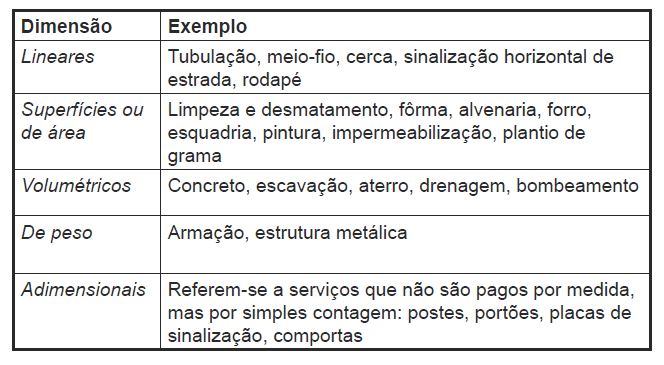 Dimensão Exemplo
Lineares Tubulação, meio-fio, cerca, sinalização horizontal de
estrada, rodapé
Superfícies ou Limpeza e desmatamento, fôrma, alvenaria, forro,
de área esquadria, pintura, impermeabilização, plantio de
grama
Volumétricos Concreto, escavação, aterro, drenagem, bombeamento
De peso Armação, estrutura metálica
Adimensionais Referem-se a serviços que não são pagos por medida,
mas por simples contagem: postes, portões, placas de
sinalização, comportas